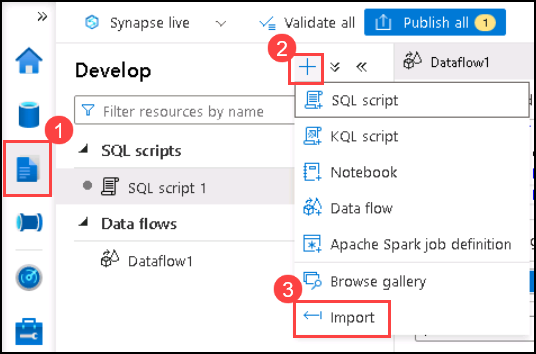 Synapse live
Validate all
Publish all 1
2
Develop
Dataflow1
Filter resources by name
SQL script
1
KQL script
SQL scripts
Notebook
SQL script 1
Data flow
Data flows
Apache Spark job definition
Dataflow1
Browse gallery
3
Import